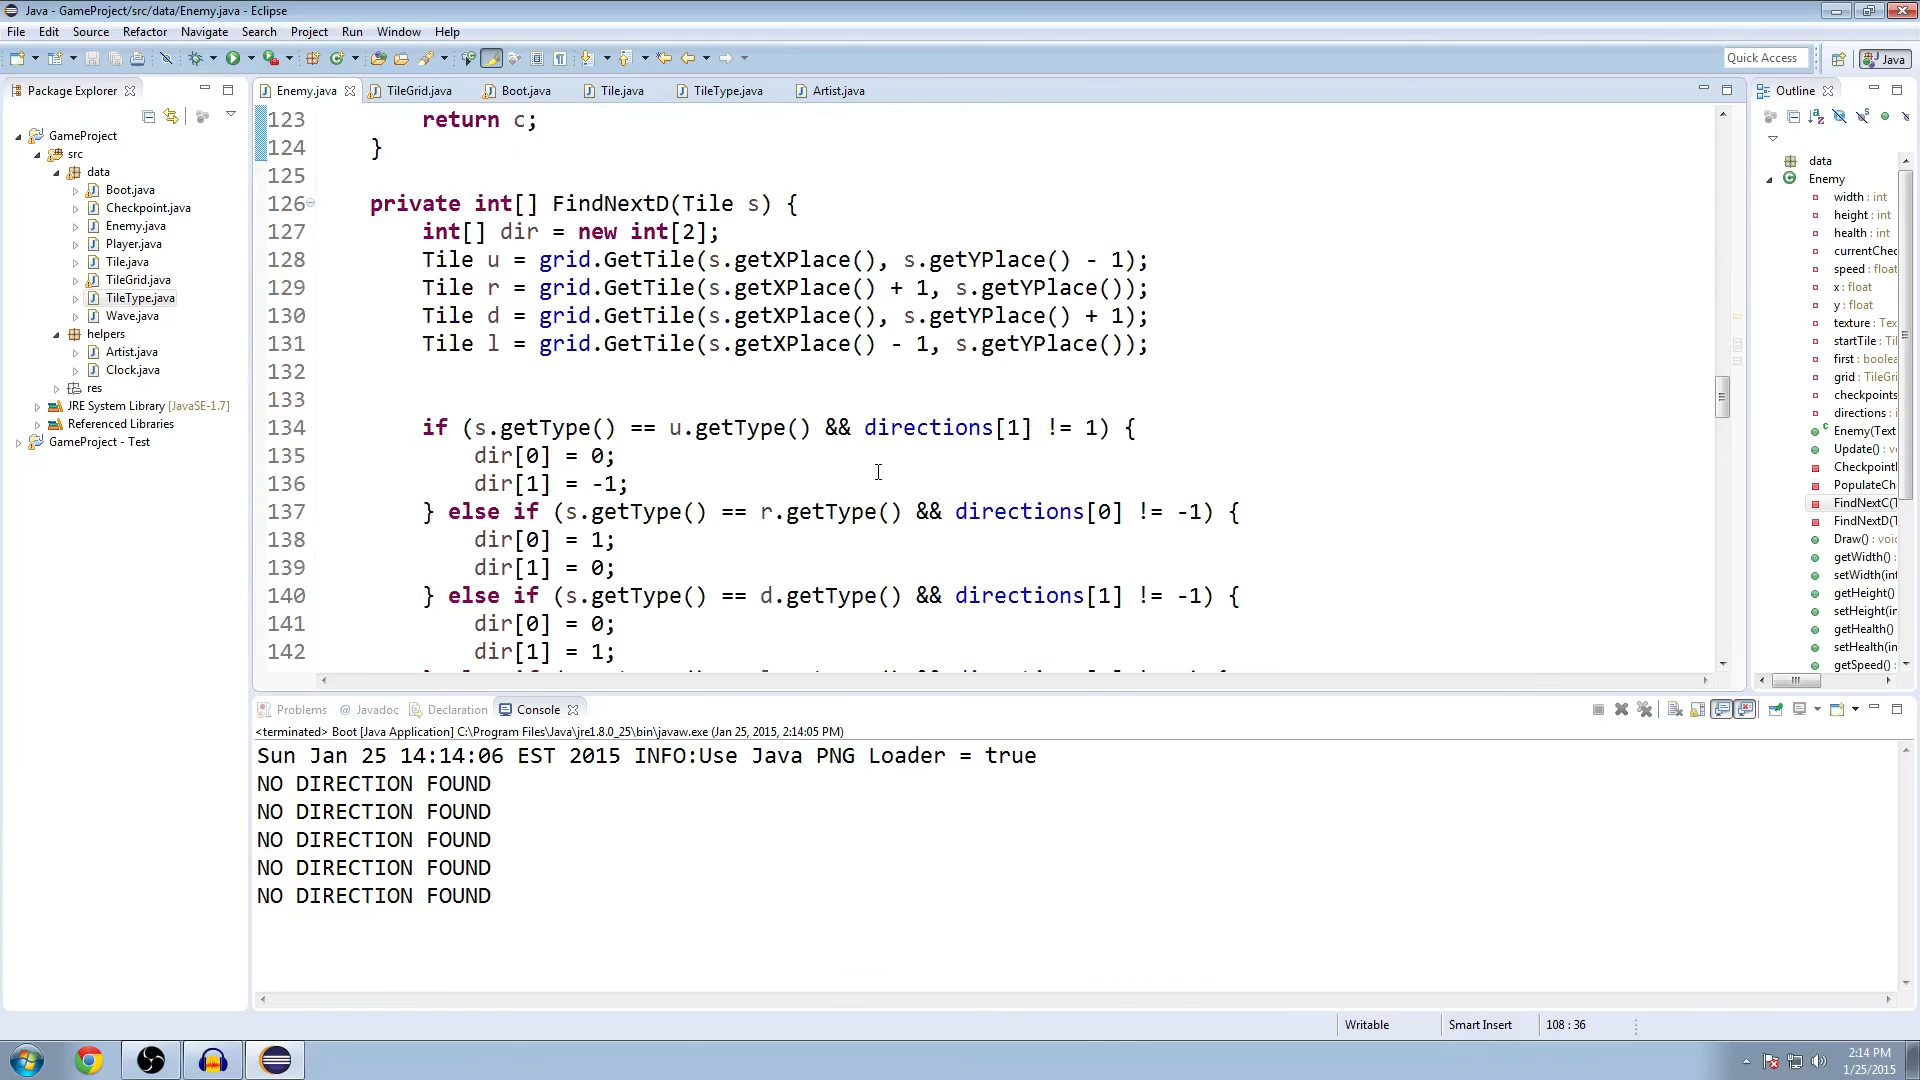 Java - GameProject/src/data/Enemy.java - Eclipse
File Edit Source Refactor Navigate Search Project Run Window Help
Quick Access
Java
Package Explorer
GameProject
src
data
Boot.java
Checkpoint.java
Enemy.java
Player.java
Tile.java
TileGrid.java
TileType.java
Wave.java
helpers
Artist.java
Clock.java
res
JRE System Library [JavaSE-1.7]
Referenced Libraries
GameProject - Test
Enemy.java TileGrid.java Boot.java Tile.java TileType.java Artist.java
123 return c;
124 }
125
126 private int[] FindNextD(Tile s) {
127 int[] dir = new int[2];
128 Tile u = grid.GetTile(s.getXPlace(), s.getYPlace() - 1);
129 Tile r = grid.GetTile(s.getXPlace() + 1, s.getYPlace());
130 Tile d = grid.GetTile(s.getXPlace(), s.getYPlace() + 1);
131 Tile l = grid.GetTile(s.getXPlace() - 1, s.getYPlace());
132
133
134 if (s.getType() == u.getType() && directions[1] != 1) {
135 dir[0] = 0;
136 dir[1] = -1;
137 } else if (s.getType() == r.getType() && directions[0] != -1) {
138 dir[0] = 1;
139 dir[1] = 0;
140 } else if (s.getType() == d.getType() && directions[1] != -1) {
141 dir[0] = 0;
142 dir[1] = 1;
Outline
data
Enemy
width : int
height : int
health : int
currentChec
speed : float
x : float
y : float
texture : Tex
startTile : Til
first : boolea
grid : TileGri
checkpoints
directions : i
Enemy(Text
Update() : v
Checkpoint
PopulateCh
FindNextC(T
FindNextD(T
Draw() : voic
getWidth() :
setWidth(int
getHeight()
setHeight(in
getHealth()
setHealth(in
getSpeed() :
Problems @ Javadoc Declaration Console
<terminated> Boot [Java Application] C:\Program Files\Java\jre1.8.0_25\bin\javaw.exe (Jan 25, 2015, 2:14:05 PM)
Sun Jan 25 14:14:06 EST 2015 INFO:Use Java PNG Loader = true
NO DIRECTION FOUND
NO DIRECTION FOUND
NO DIRECTION FOUND
NO DIRECTION FOUND
NO DIRECTION FOUND
Writable Smart Insert 108 : 36
2:14 PM
1/25/2015